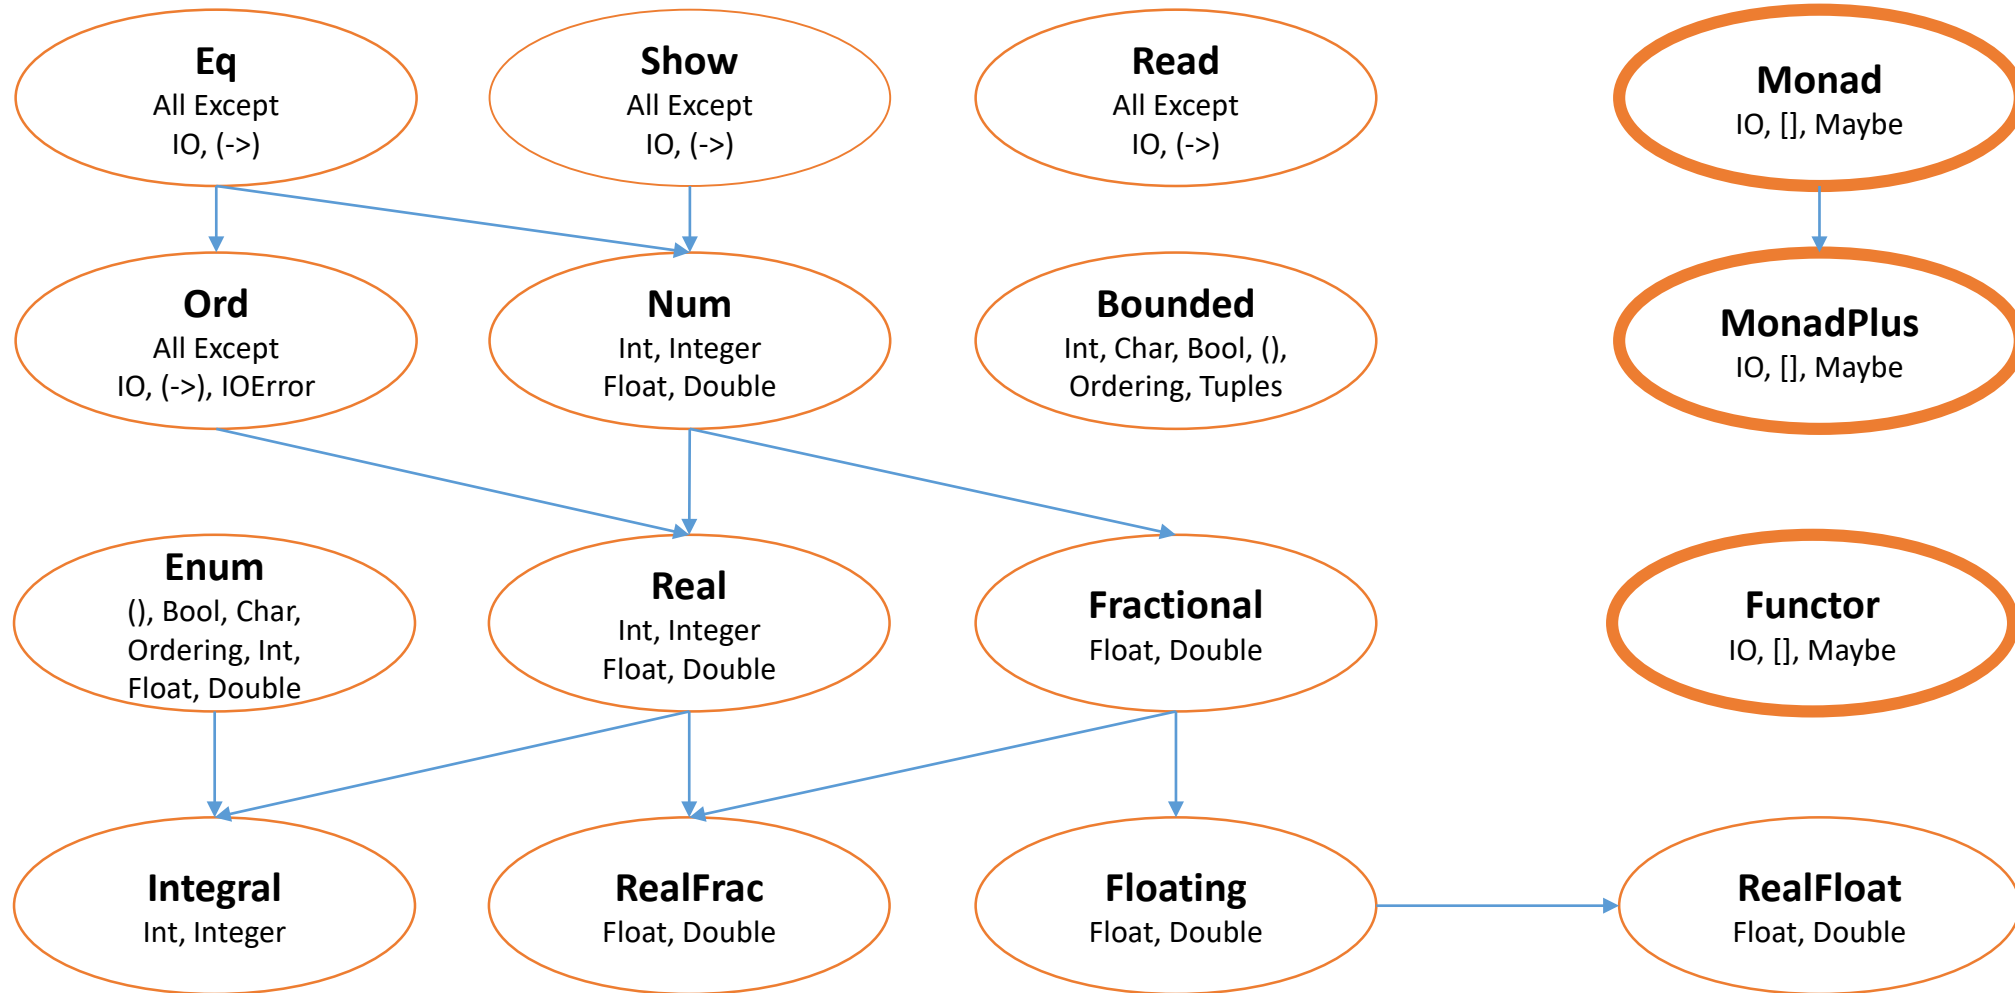 Eq
All Except
IO, (->)
Show
All Except
IO, (->)
Read
All Except
IO, (->)
Monad
IO, [], Maybe
Ord
All Except
IO, (->), IOError
Num
Int, Integer
Float, Double
Bounded
Int, Char, Bool, (),
Ordering, Tuples
MonadPlus
IO, [], Maybe
Enum
(), Bool, Char,
Ordering, Int,
Float, Double
Real
Int, Integer
Float, Double
Fractional
Float, Double
Functor
IO, [], Maybe
Integral
Int, Integer
RealFrac
Float, Double
Floating
Float, Double
RealFloat
Float, Double